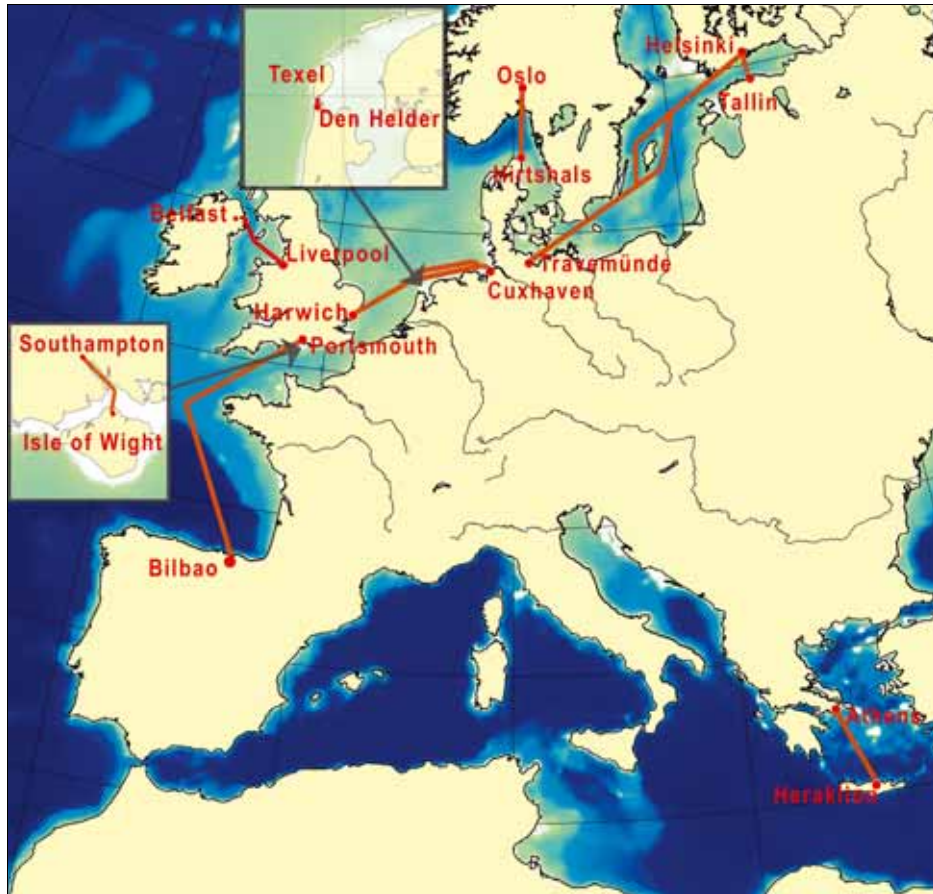 Helsinki
Texel
Oslo
Tallin
Den Helder
Hirtshals
Belfast
Liverpool
Travemünde
Cuxhaven
Harwich
Portsmouth
Southampton
Isle of Wight
Bilbao
Athens
Heraklion